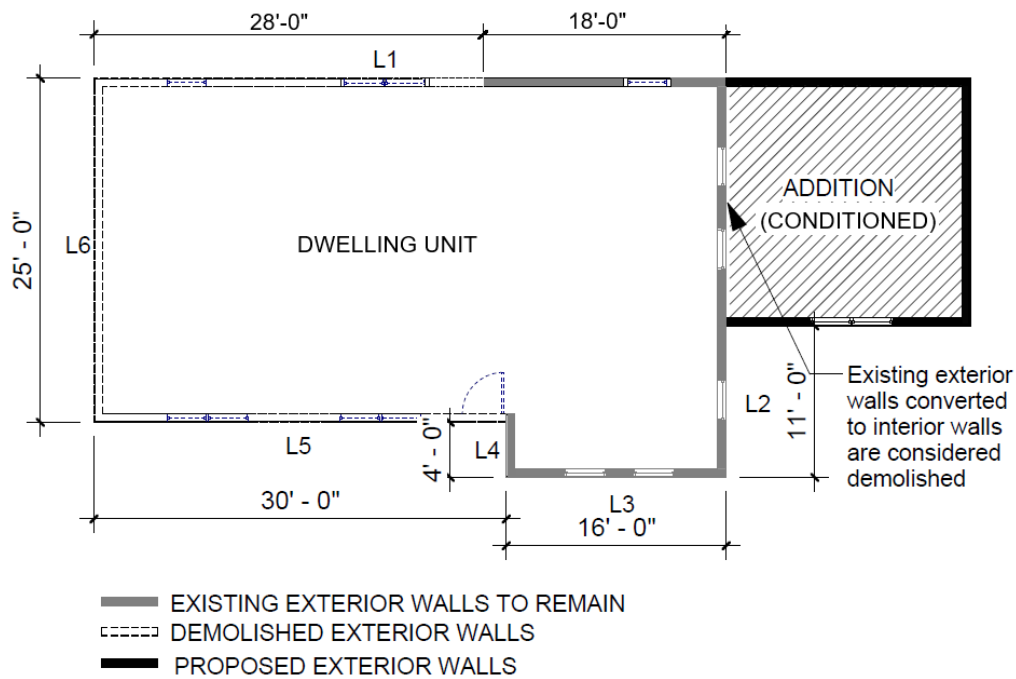 28'-0"
18'-0"
L1
25' - 0"
L6
DWELLING UNIT
ADDITION
(CONDITIONED)
Existing exterior
walls converted
to interior walls
are considered
demolished
L2
11' - 0"
L5
4' - 0"
L4
30' - 0"
L3
16' - 0"
EXISTING EXTERIOR WALLS TO REMAIN
DEMOLISHED EXTERIOR WALLS
PROPOSED EXTERIOR WALLS